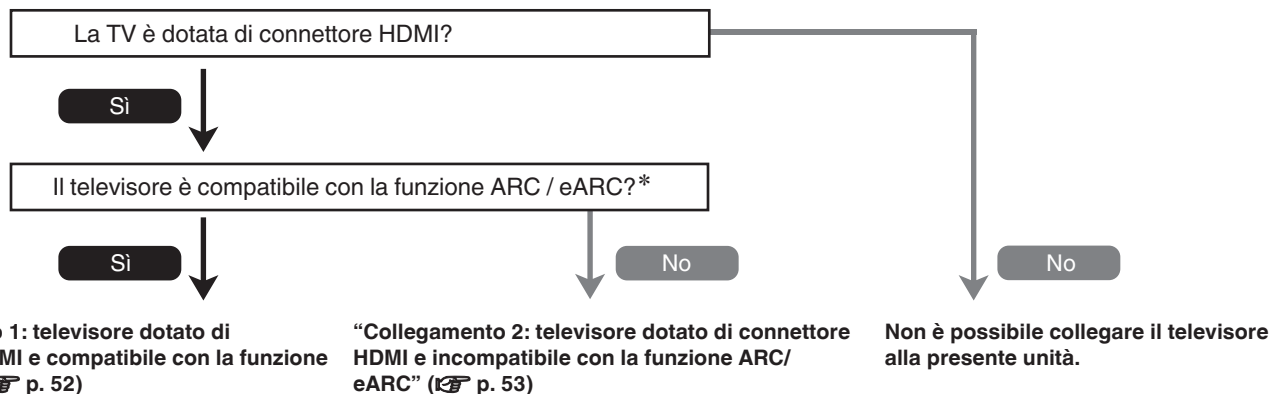 La TV è dotata di connettore HDMI?
Sì
Il televisore è compatibile con la funzione ARC / eARC?*
Sì
No
No
1: televisore dotato di
e compatibile con la funzione
p. 52)
“Collegamento 2: televisore dotato di connettore
HDMI e incompatibile con la funzione ARC/
eARC” (☞ p. 53)
Non è possibile collegare il televisore
alla presente unità.